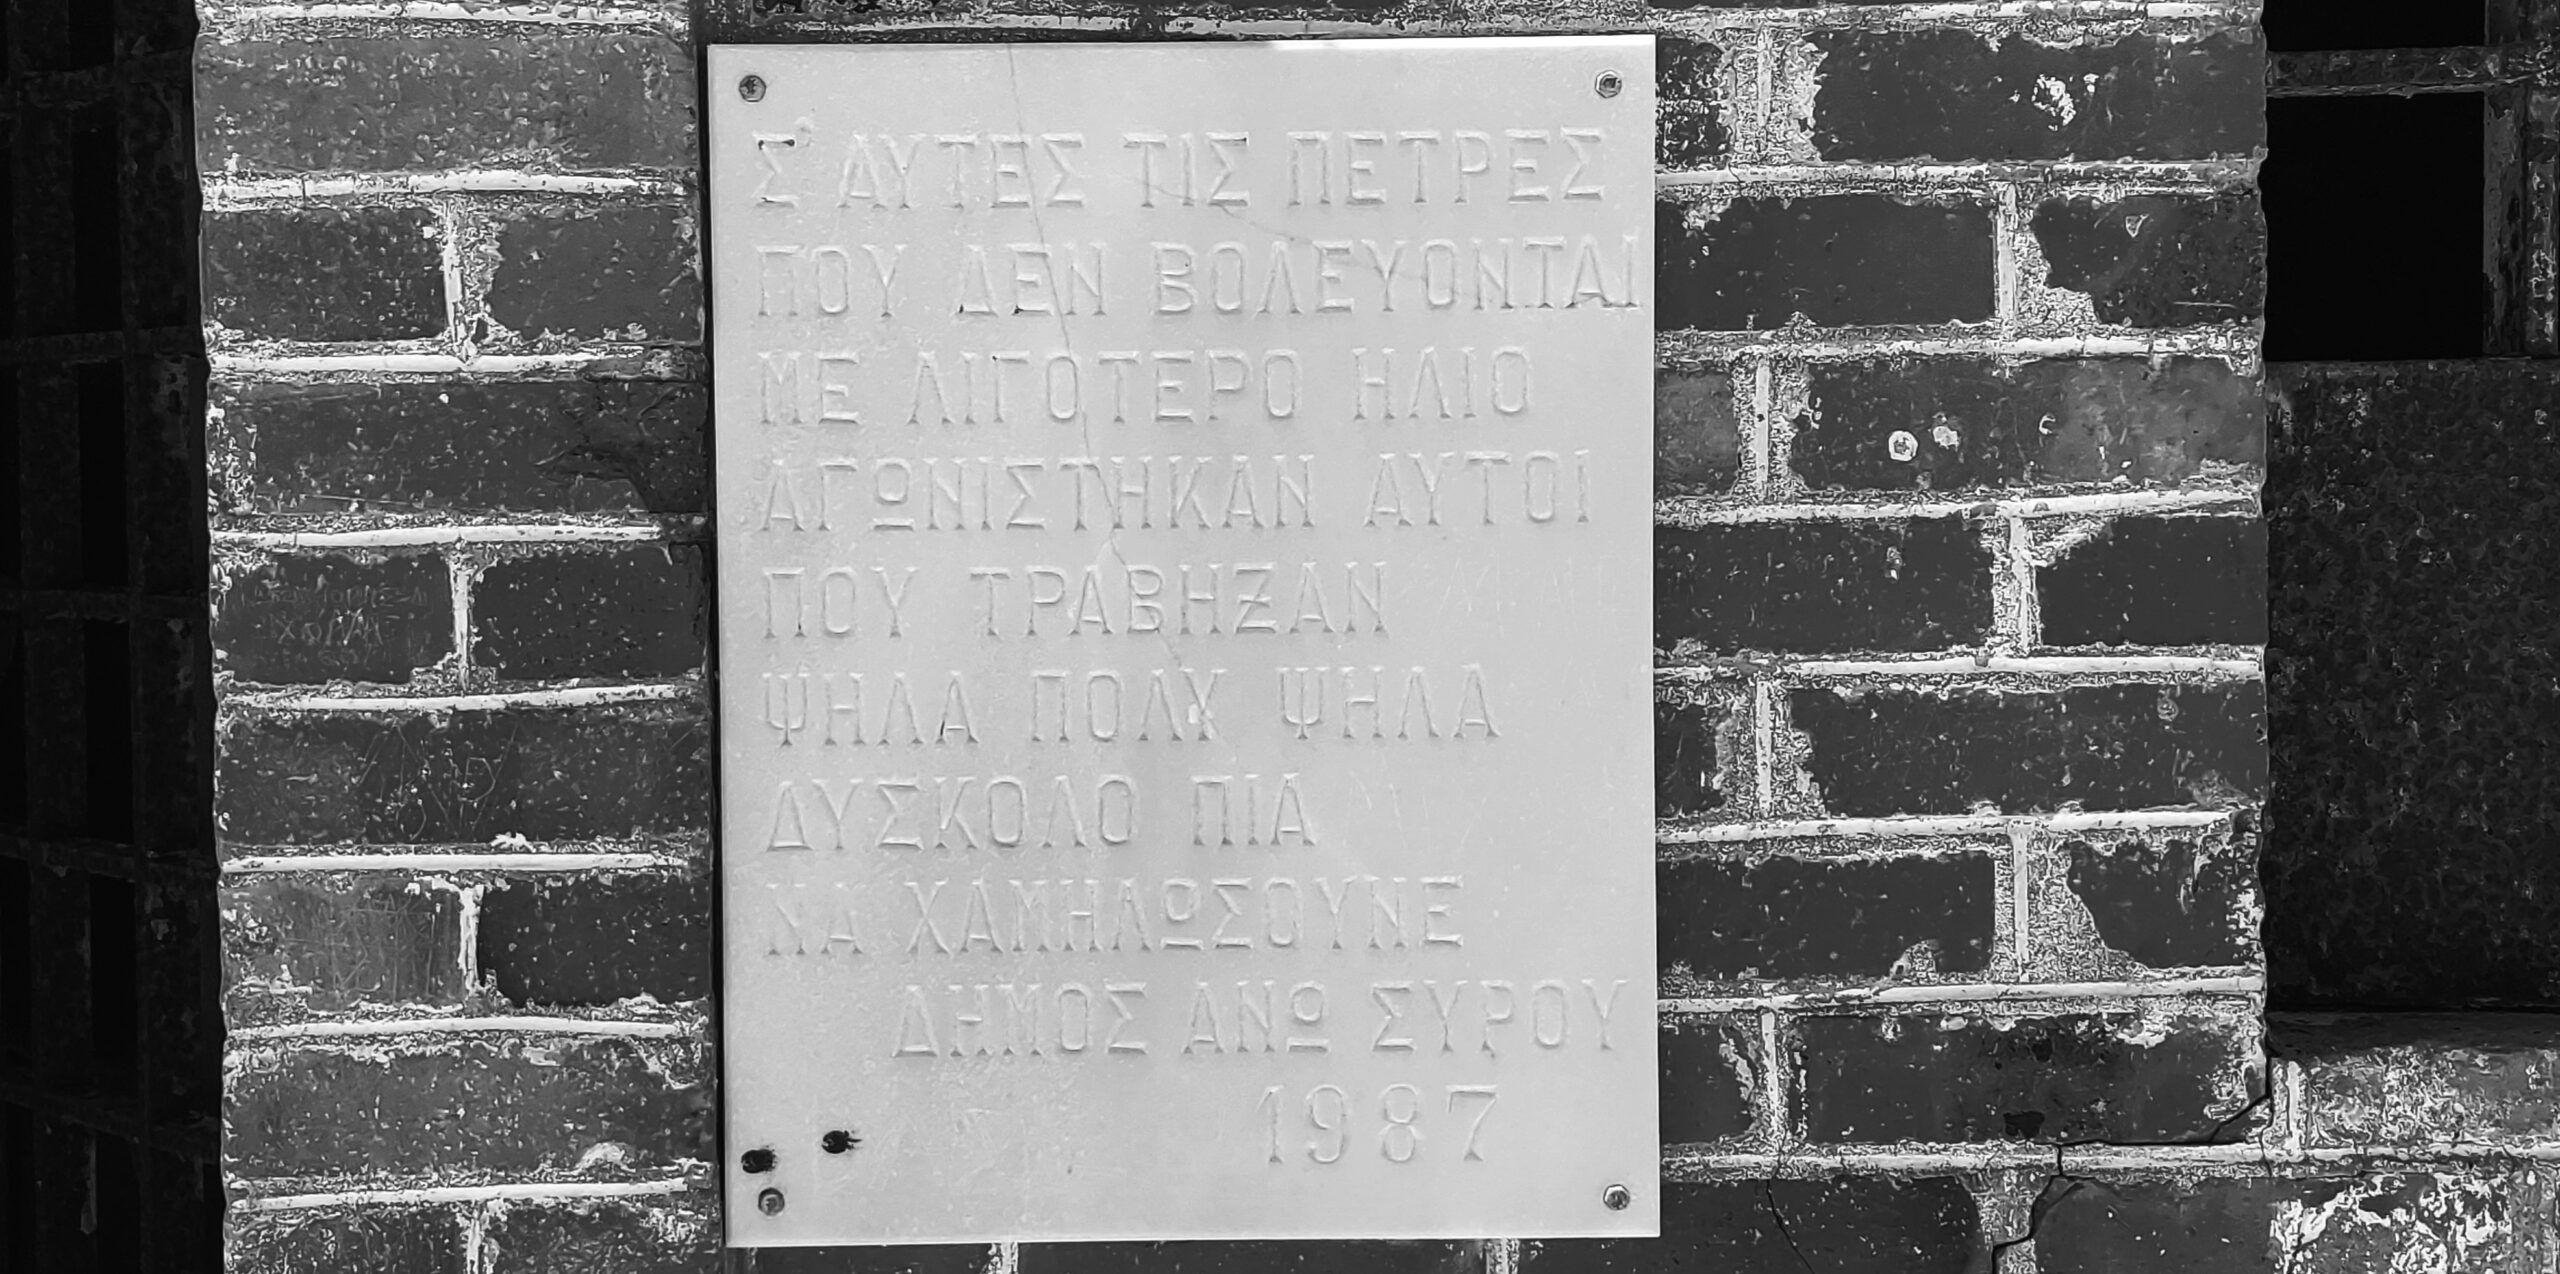 Σ' ΑΥΤΕΣ ΤΙΣ ΠΕΤΡΕΣ
ΠΟΥ ΔΕΝ ΒΟΛΕΥΟΝΤΑΙ
ΜΕ ΛΙΓΟΤΕΡΟ ΗΛΙΟ
ΑΓΩΝΙΣΤΗΚΑΝ ΑΥΤΟΙ
ΠΟΥ ΤΡΑΒΗΞΑΝ
ΨΗΛΑ ΠΟΛΥ ΨΗΛΑ
ΔΥΣΚΟΛΟ ΠΙΑ
ΝΑ ΧΑΜΗΛΩΣΟΥΝΕ
ΔΗΜΟΣ ΑΝΩ ΣΥΡΟΥ
1987